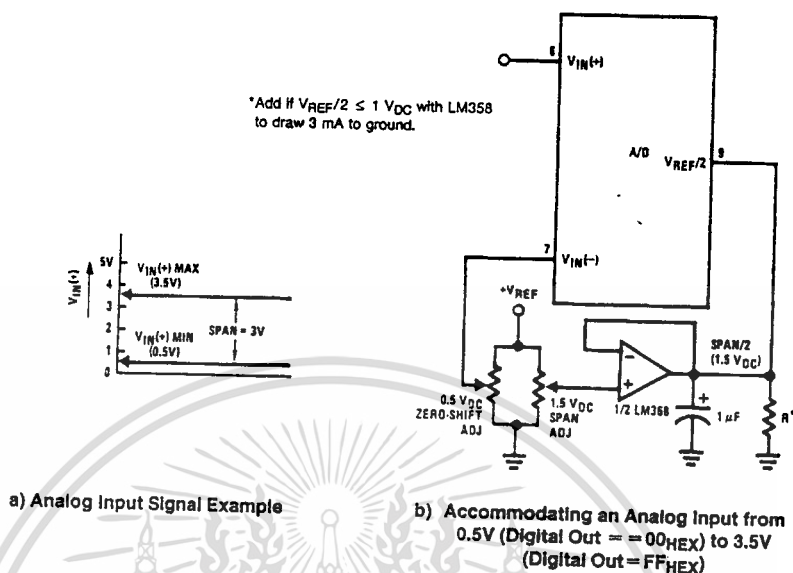 6
V_IN(+)
*Add if V_REF/2 ≤ 1 V_DC with LM358
to draw 3 mA to ground.
A/D
9
V_REF/2
7
V_IN(−)
V_IN(+)
5V
4
3
2
1
0
V_IN(+) MAX
(3.5V)
SPAN = 3V
V_IN(+) MIN
(0.5V)
+V_REF
0.5 V_DC
ZERO-SHIFT
ADJ
1.5 V_DC
SPAN
ADJ
−
+
1/2 LM358
SPAN/2
(1.5 V_DC)
+
1 µF
R*
a) Analog Input Signal Example
b) Accommodating an Analog Input from
0.5V (Digital Out = =00HEX) to 3.5V
(Digital Out=FFHEX)